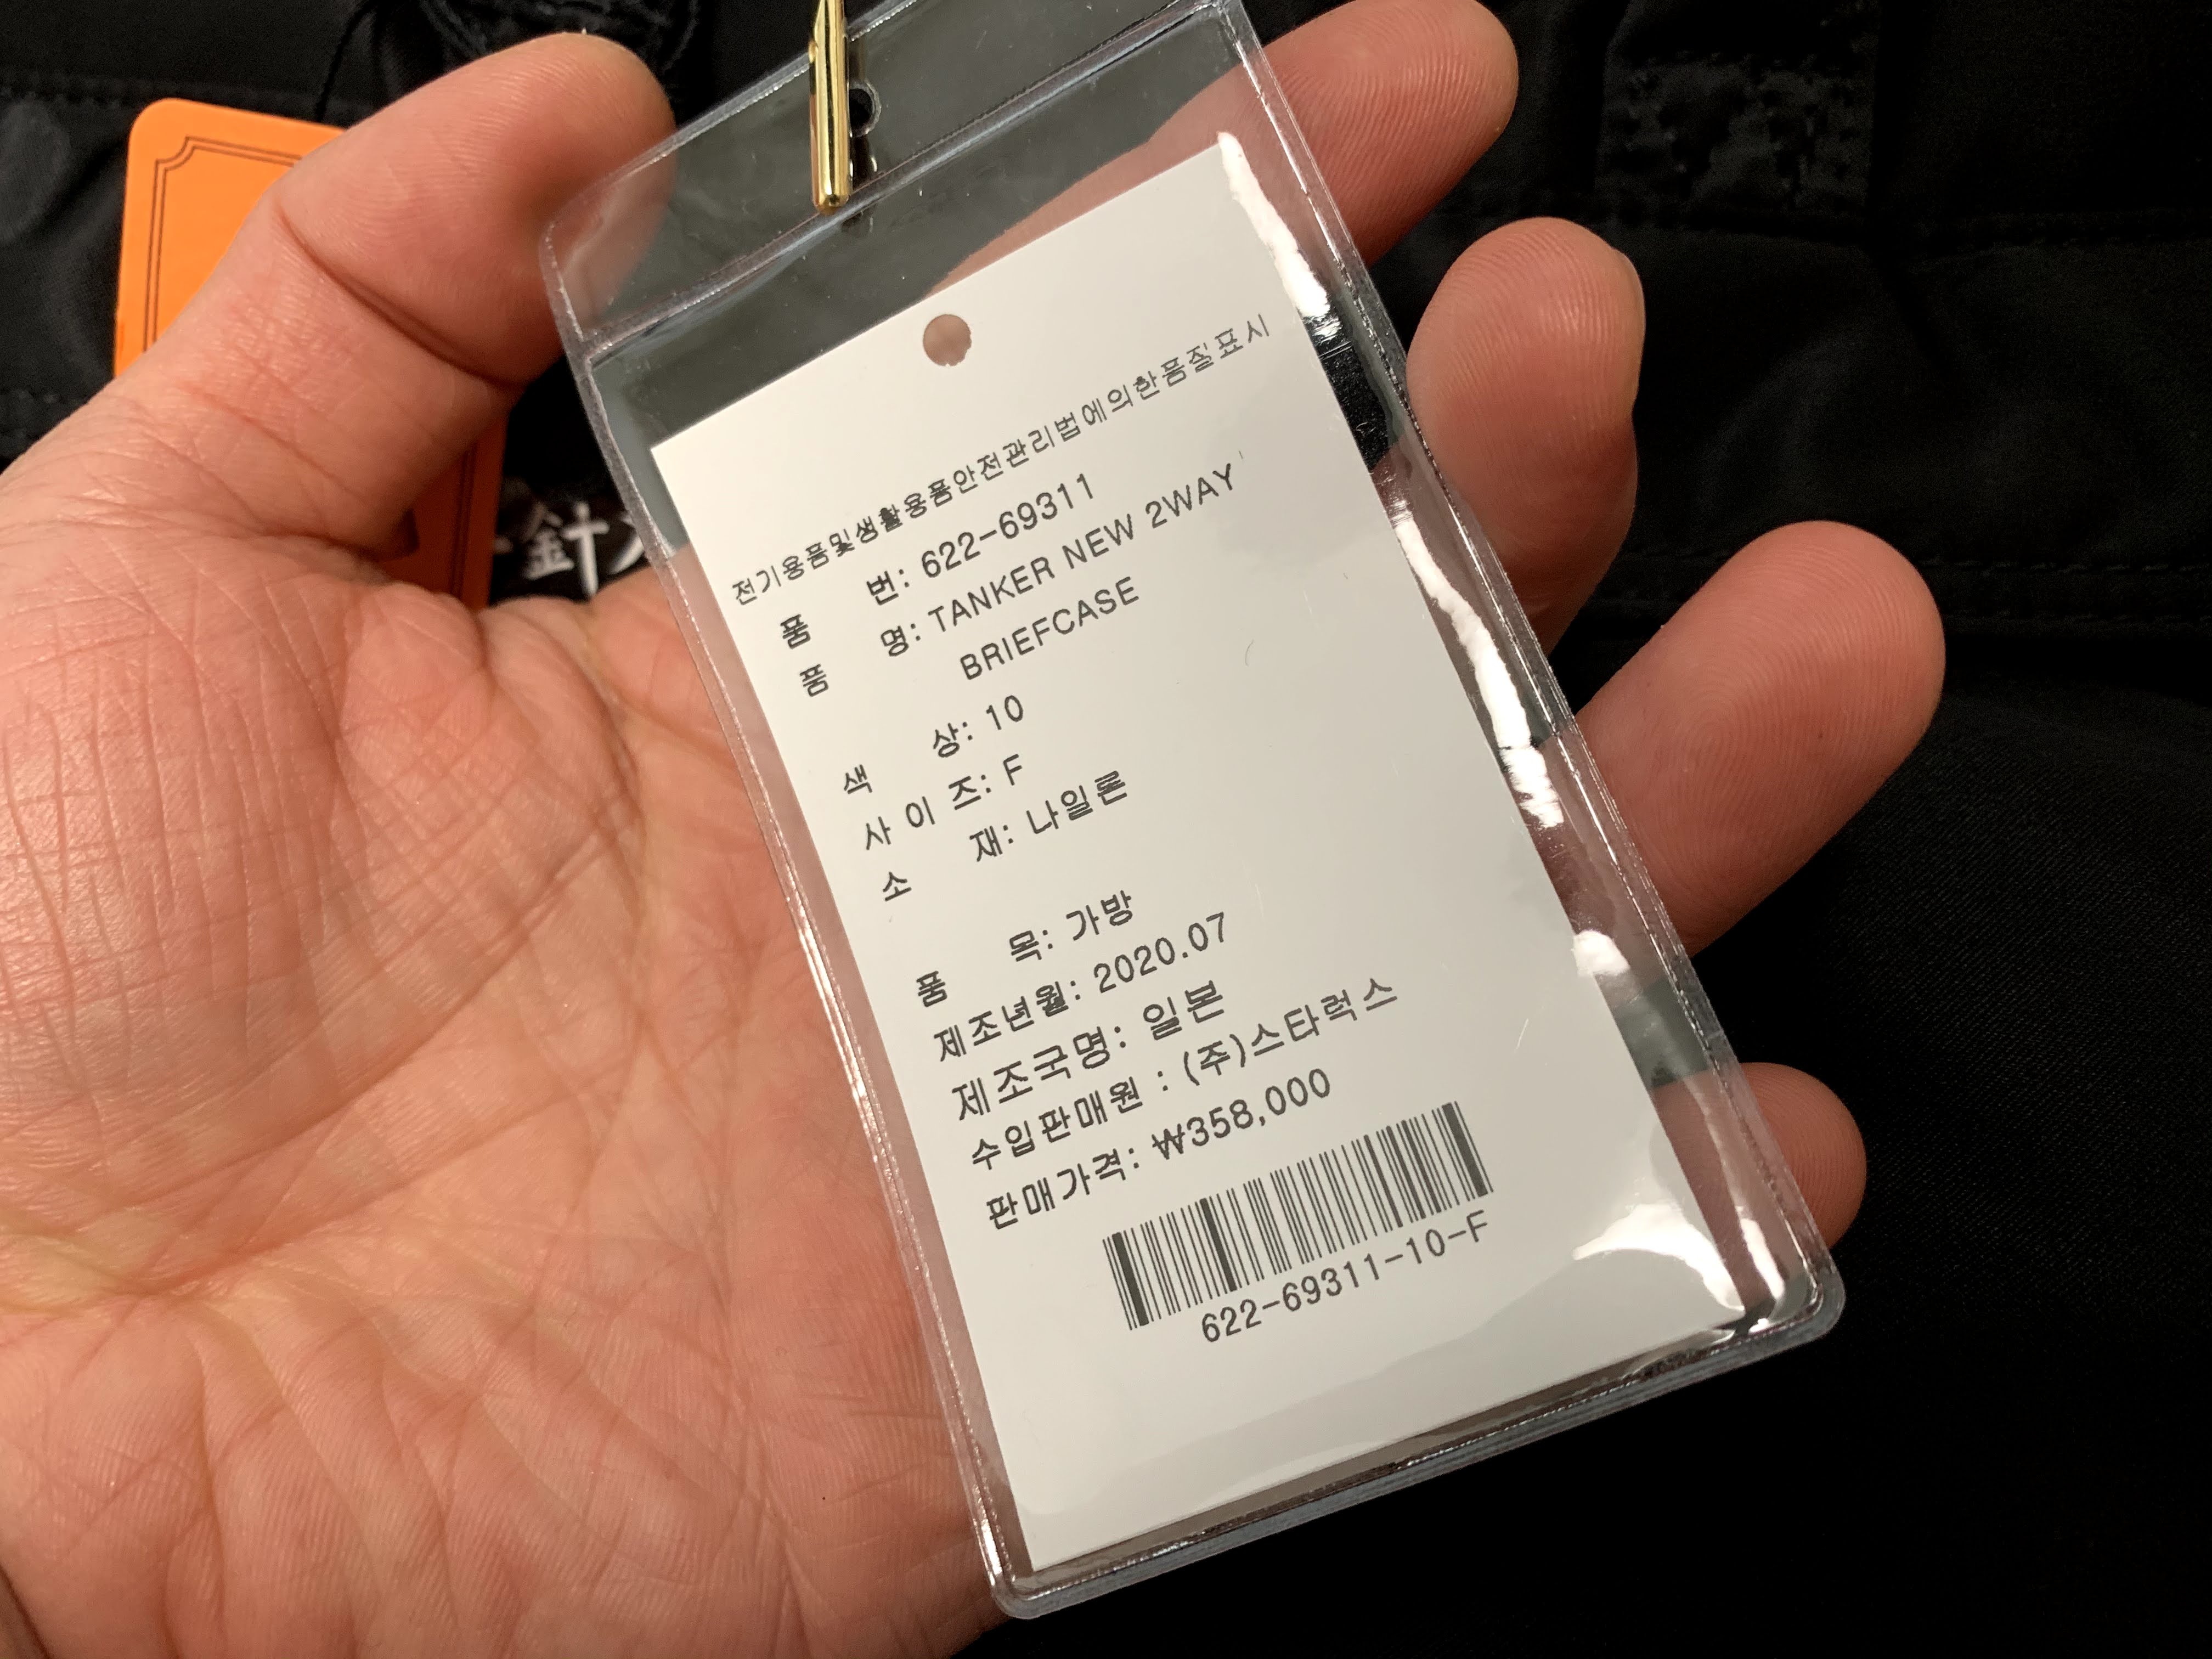 전기용품및생활용품안전관리법에의한품질표시
품 번: 622-69311
품 명: TANKER NEW 2WAY
BRIEFCASE
색 상: 10
사 이 즈: F
소 재: 나일론
품 목: 가방
제조년월: 2020.07
제조국명: 일본
수입판매원 : (주)스타럭스
판매가격: ₩358,000
622-69311-10-F
針